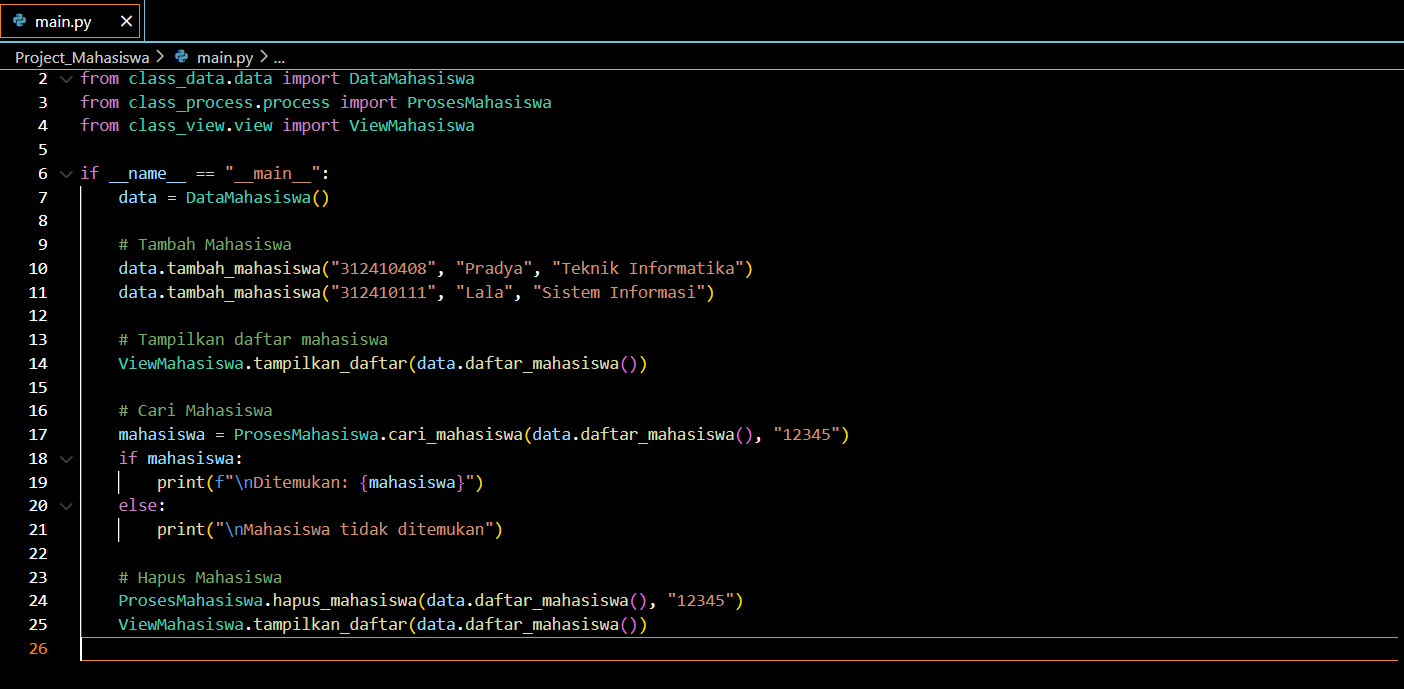 main.py
Project_Mahasiswa > main.py > ...
2 from class_data.data import DataMahasiswa
3 from class_process.process import ProsesMahasiswa
4 from class_view.view import ViewMahasiswa
5
6 if __name__ == "__main__":
7     data = DataMahasiswa()
8
9     # Tambah Mahasiswa
10     data.tambah_mahasiswa("312410408", "Pradya", "Teknik Informatika")
11     data.tambah_mahasiswa("312410111", "Lala", "Sistem Informasi")
12
13     # Tampilkan daftar mahasiswa
14     ViewMahasiswa.tampilkan_daftar(data.daftar_mahasiswa())
15
16     # Cari Mahasiswa
17     mahasiswa = ProsesMahasiswa.cari_mahasiswa(data.daftar_mahasiswa(), "12345")
18     if mahasiswa:
19         print(f"\nDitemukan: {mahasiswa}")
20     else:
21         print("\nMahasiswa tidak ditemukan")
22
23     # Hapus Mahasiswa
24     ProsesMahasiswa.hapus_mahasiswa(data.daftar_mahasiswa(), "12345")
25     ViewMahasiswa.tampilkan_daftar(data.daftar_mahasiswa())
26